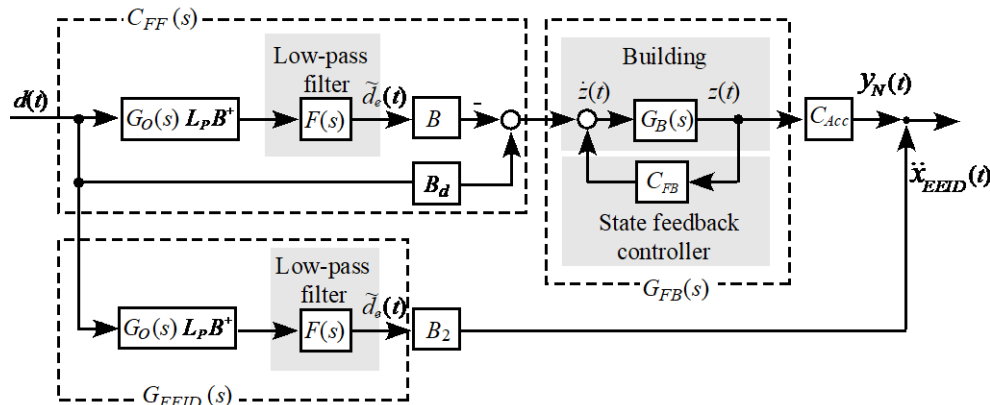 C_FF(s)
Low-pass
filter
Building
d(t)
G_O(s) L_P B^+
F(s)
d̃_e(t)
B
-
ż(t)
z(t)
G_B(s)
C_Acc
y_N(t)
B_d
C_FB
ẍ_EEID(t)
State feedback
controller
G_FB(s)
Low-pass
filter
G_O(s) L_P B^+
F(s)
d̃_e(t)
B_2
G_EEID(s)